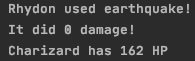 Rhydon used earthquake!
It did 0 damage!
Charizard has 162 HP